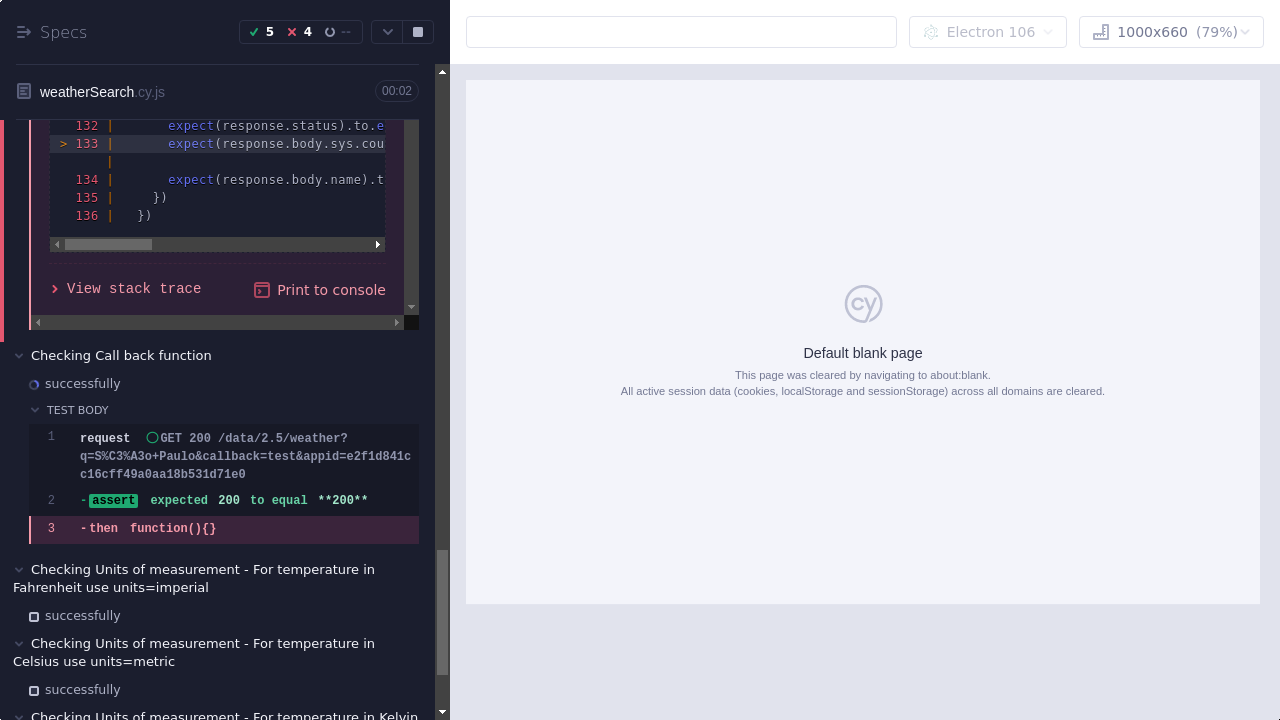 Specs
5
4
--
Electron 106
1000x660 (79%)
weatherSearch.cy.js
00:02
132 | expect(response.status).to.e
> 133 | expect(response.body.sys.cou
|
134 | expect(response.body.name).t
135 | })
136 | })
View stack trace
Print to console
Checking Call back function
successfully
TEST BODY
1 request GET 200 /data/2.5/weather?
q=S%C3%A3o+Paulo&callback=test&appid=e2f1d841c
c16cff49a0aa18b531d71e0
2 -assert expected 200 to equal **200**
3 -then function(){}
Checking Units of measurement - For temperature in
Fahrenheit use units=imperial
successfully
Checking Units of measurement - For temperature in
Celsius use units=metric
successfully
Checking Units of measurement - For temperature in Kelvin
cy
Default blank page
This page was cleared by navigating to about:blank.
All active session data (cookies, localStorage and sessionStorage) across all domains are cleared.